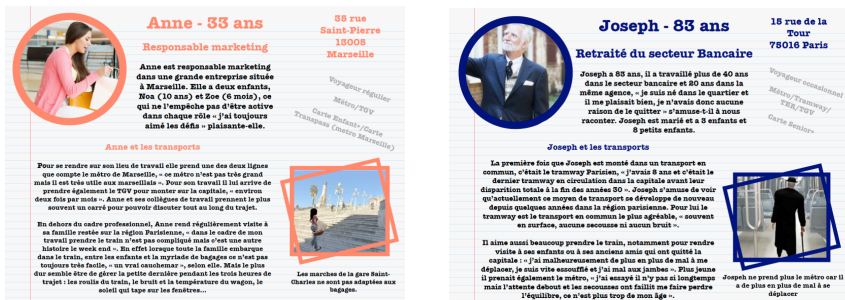 Anne - 33 ans
Responsable marketing
35 rue
Saint-Pierre
13005
Marseille
Anne est responsable marketing
dans une grande entreprise située
à Marseille. Elle a deux enfants,
Noa (10 ans) et Zoe (6 mois), ce
qui ne l'empêche pas d'être active
dans chaque rôle « j'ai toujours
aimé les défis » plaisante-elle.
Voyageur régulier
Métro/TGV
Carte Enfant+/Carte
Transpass (metro Marseille)
Anne et les transports
Pour se rendre sur son lieu de travail elle prend une des deux lignes
que compte le métro de Marseille, « ce métro n'est pas très grand
mais il est très utile aux marseillais ». Pour son travail il lui arrive de
prendre également le TGV pour monter sur la capitale, « environ
deux fois par mois ». Anne et ses collègues de travail prennent le plus
souvent un carré pour pouvoir discuter tout au long du trajet.
En dehors du cadre professionnel, Anne rend régulièrement visite à
sa famille restée sur la région Parisienne, « dans le cadre de mon
travail prendre le train n'est pas compliqué mais c'est une autre
histoire le week end ». En effet lorsque toute la famille embarque
dans le train, entre les enfants et la myriade de bagages ce n'est pas
toujours très facile, « un vrai cauchemar », selon elle. Mais le plus
dur semble être de gérer la petite dernière pendant les trois heures de
trajet : les roulis du train, le bruit et la température du wagon, le
soleil qui tape sur les fenêtres...
Les marches de la gare Saint-
Charles ne sont pas adaptées aux
bagages.
Joseph - 83 ans
Retraité du secteur Bancaire
15 rue de la
Tour
75016 Paris
Joseph a 83 ans, il a travaillé plus de 40 ans
dans le secteur bancaire et 20 ans dans la
même agence, « je suis né dans le quartier et
il me plaisait bien, je n'avais donc aucune
raison de le quitter » s'amuse-t-il à nous
raconter. Joseph est marié et a 3 enfants et
8 petits enfants.
Voyageur occasionnel
Métro/Tramway/
TER/TGV
Carte Senior+
Joseph et les transports
La première fois que Joseph est monté dans un transport en
commun, c'était le tramway Parisien, « j'avais 8 ans et c'était le
dernier tramway en circulation dans la capitale avant leur
disparition totale à la fin des années 30 ». Joseph s'amuse de voir
qu'actuellement ce moyen de transport se développe de nouveau
depuis quelques années dans la région parisienne. Pour lui le
tramway est le transport en commun le plus agréable, « souvent
en surface, aucune secousse ni aucun bruit ».
Il aime aussi beaucoup prendre le train, notamment pour rendre
visite à ses enfants ou à ses anciens amis qui ont quitté la
capitale : « j'ai malheureusement de plus en plus de mal à me
déplacer, je suis vite essoufflé et j'ai mal aux jambes ». Plus jeune
il prenait également le métro, « j'ai essayé il n'y pas si longtemps
mais l'attente debout et les secousses ont failli me faire perdre
l'équilibre, ce n'est plus trop de mon âge ».
Jospeh ne prend plus le métro car il
a de plus en plus de mal à se
déplacer